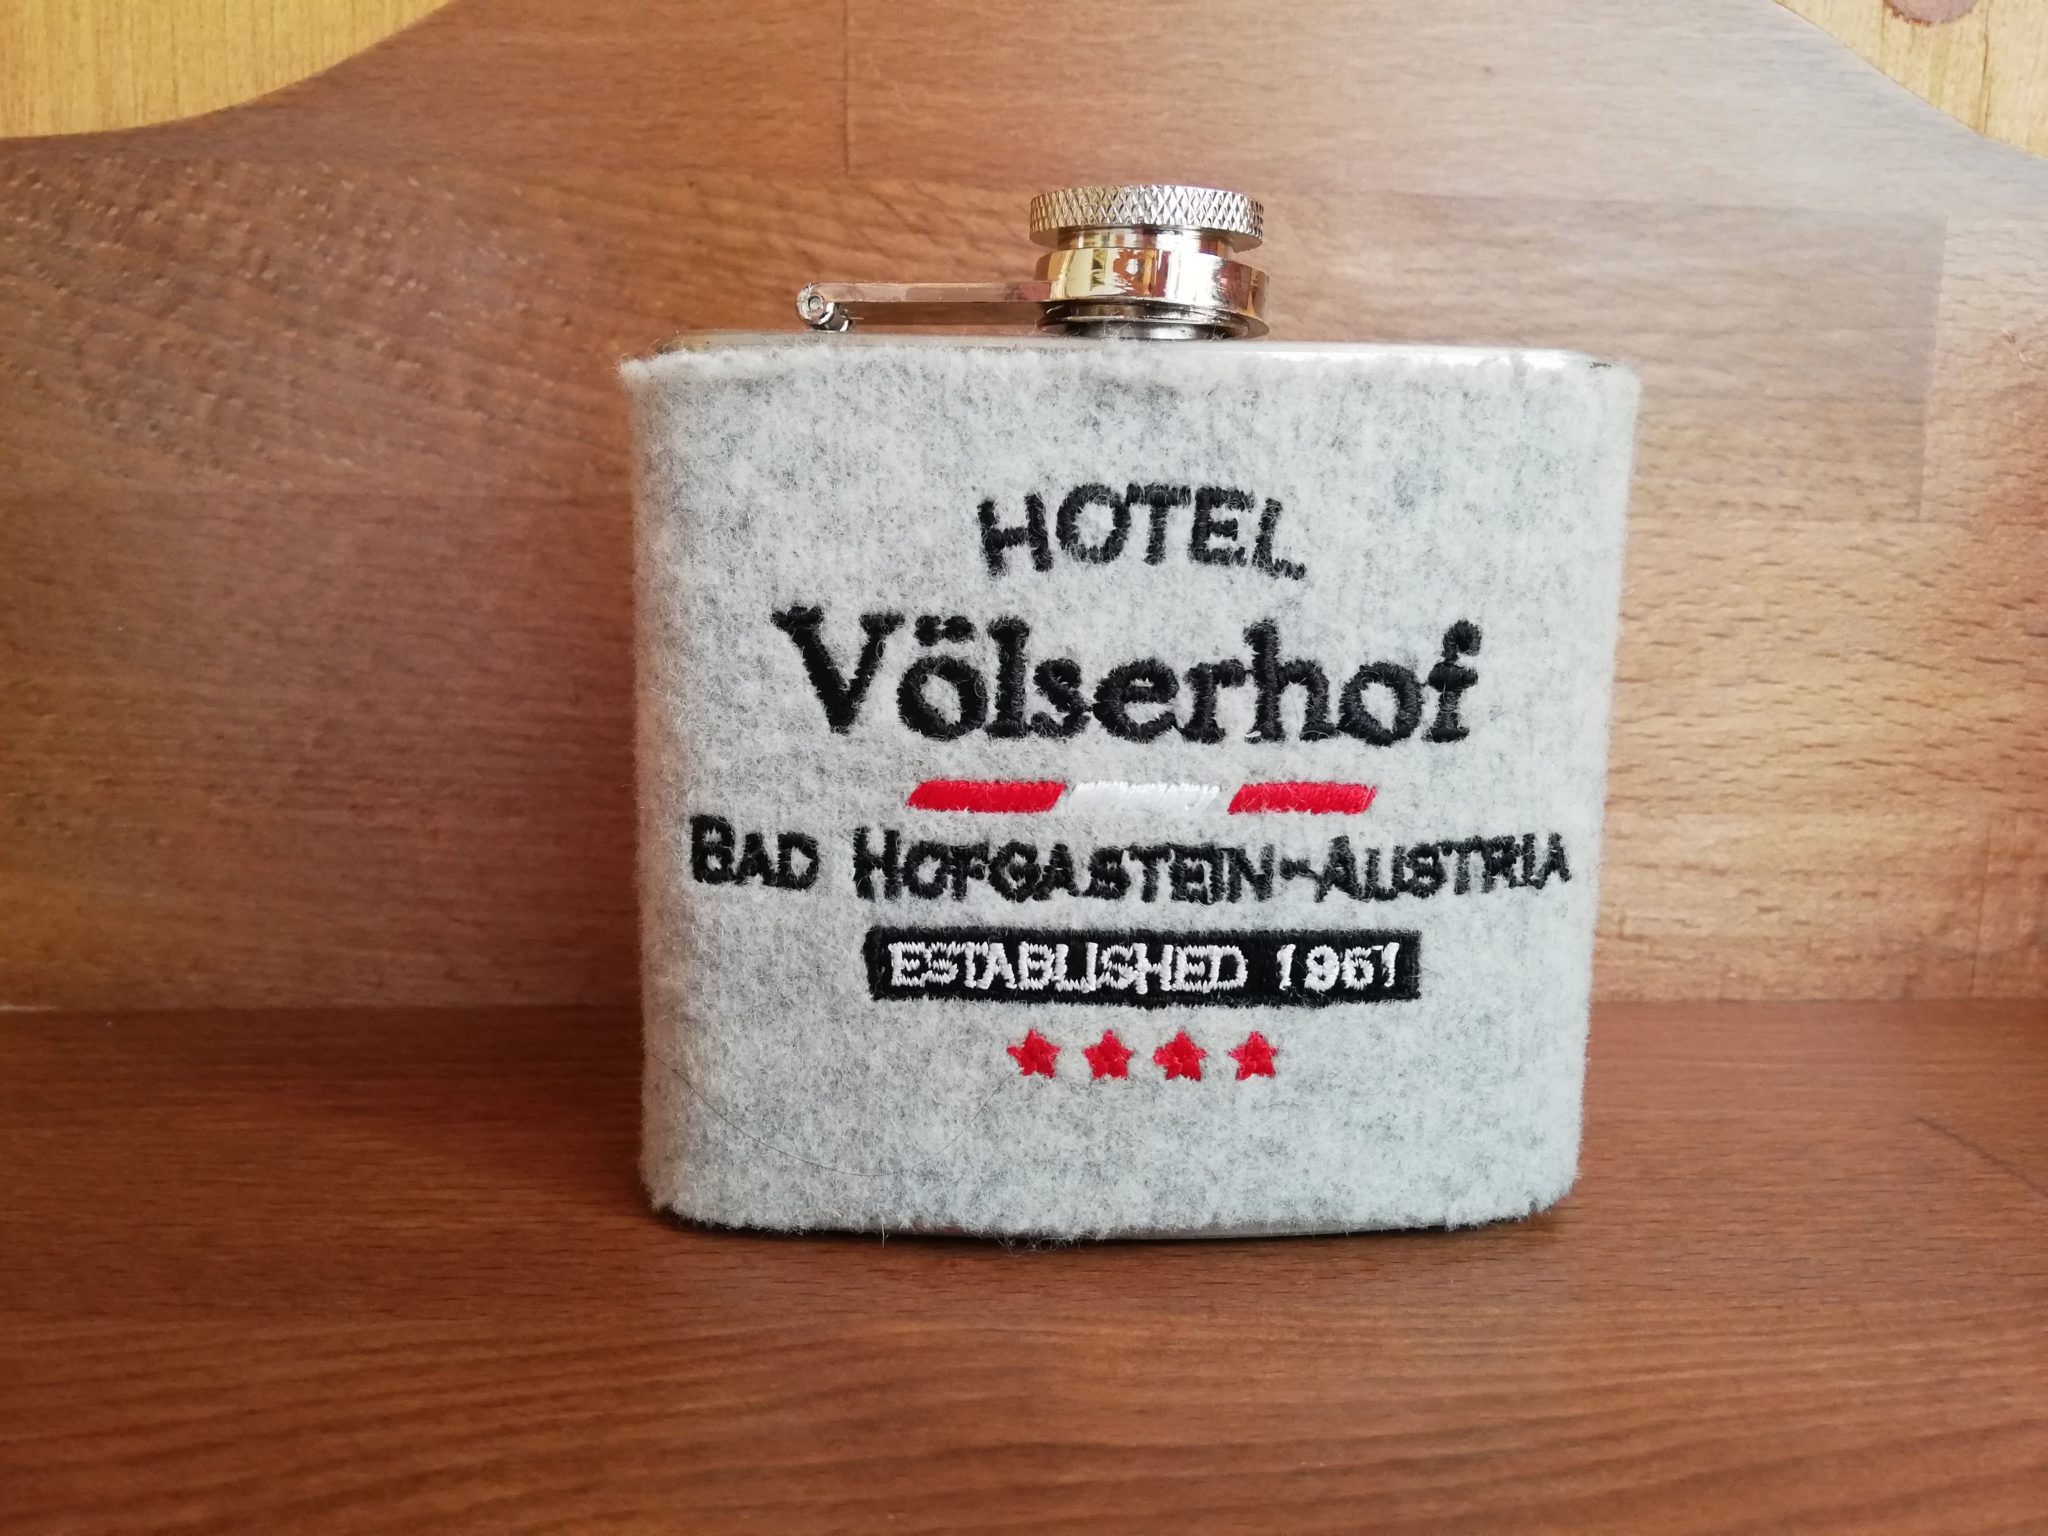 HOTEL
Völserhof
BAD HOFGASTEIN-AUSTRIA
ESTABLISHED 1961